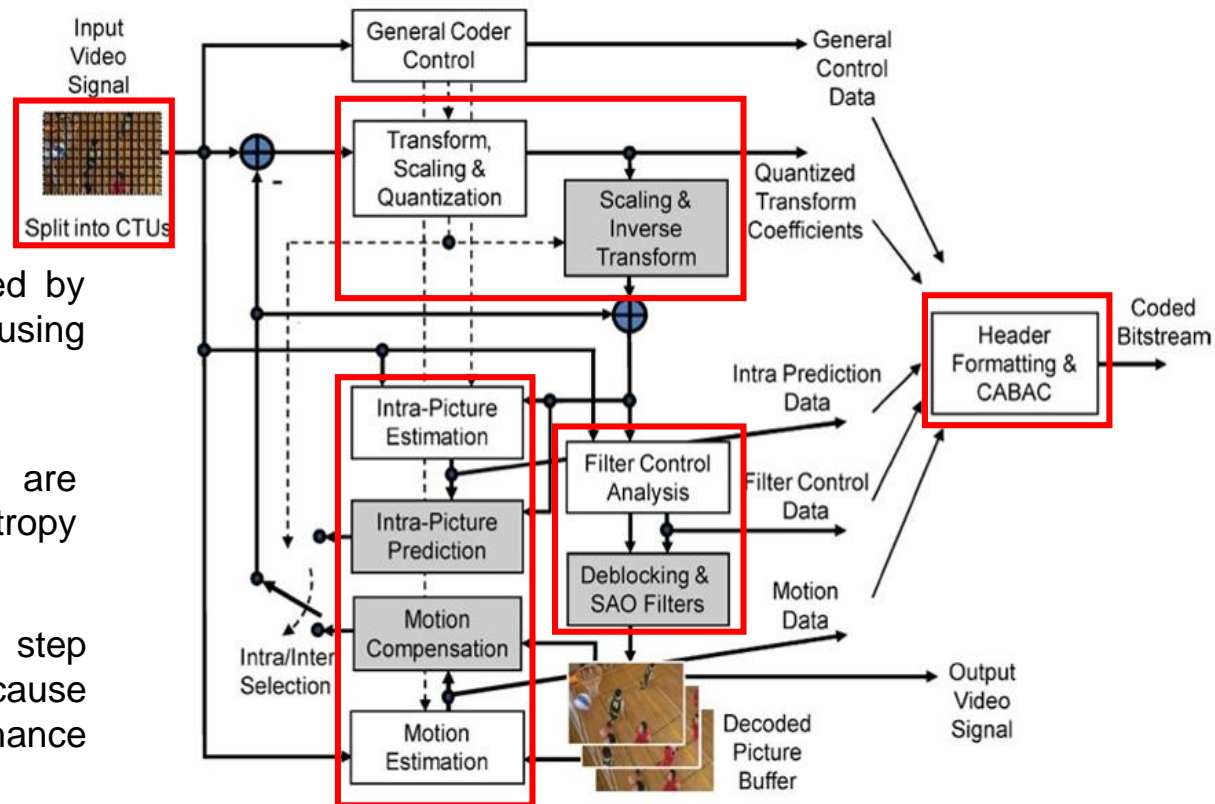 Input
Video
Signal
Split into CTUs
General Coder
Control
General
Control
Data
Transform,
Scaling &
Quantization
-
Quantized
Transform
Coefficients
Scaling &
Inverse
Transform
ed by
using
are
tropy
step
cause
nance
Header
Formatting &
CABAC
Coded
Bitstream
Intra-Picture
Estimation
Intra Prediction
Data
Filter Control
Analysis
Filter Control
Data
Intra-Picture
Prediction
Deblocking &
SAO Filters
Motion
Compensation
Motion
Data
Intra/Inter
Selection
Motion
Estimation
Decoded
Picture
Buffer
Output
Video
Signal